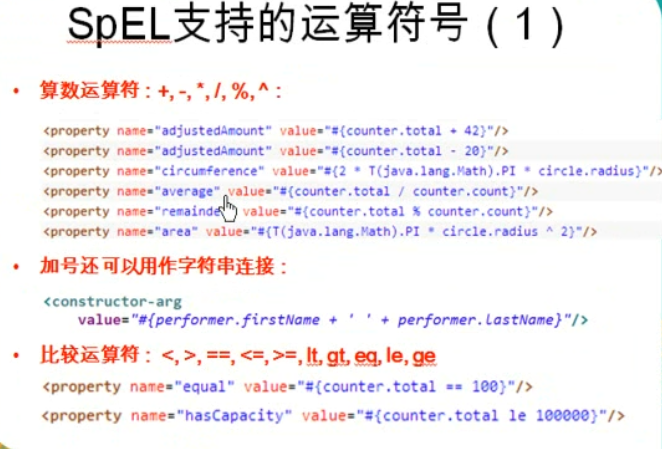 SpEL支持的运算符号（1）
• 算数运算符：+, -, *, /, %, ^：
<property name="adjustedAmount" value="#{counter.total + 42}"/>
<property name="adjustedAmount" value="#{counter.total - 20}"/>
<property name="circumference" value="#{2 * T(java.lang.Math).PI * circle.radius}"/>
<property name="average" value="#{counter.total / counter.count}"/>
<property name="remainde value="#{counter.total % counter.count}"/>
<property name="area" value="#{T(java.lang.Math).PI * circle.radius ^ 2}"/>
• 加号还可以用作字符串连接：
<constructor-arg
value="#{performer.firstName + ' ' + performer.lastName}"/>
• 比较运算符：<, >, ==, <=, >=, lt, gt, eq, le, ge
<property name="equal" value="#{counter.total == 100}"/>
<property name="hasCapacity" value="#{counter.total le 100000}"/>